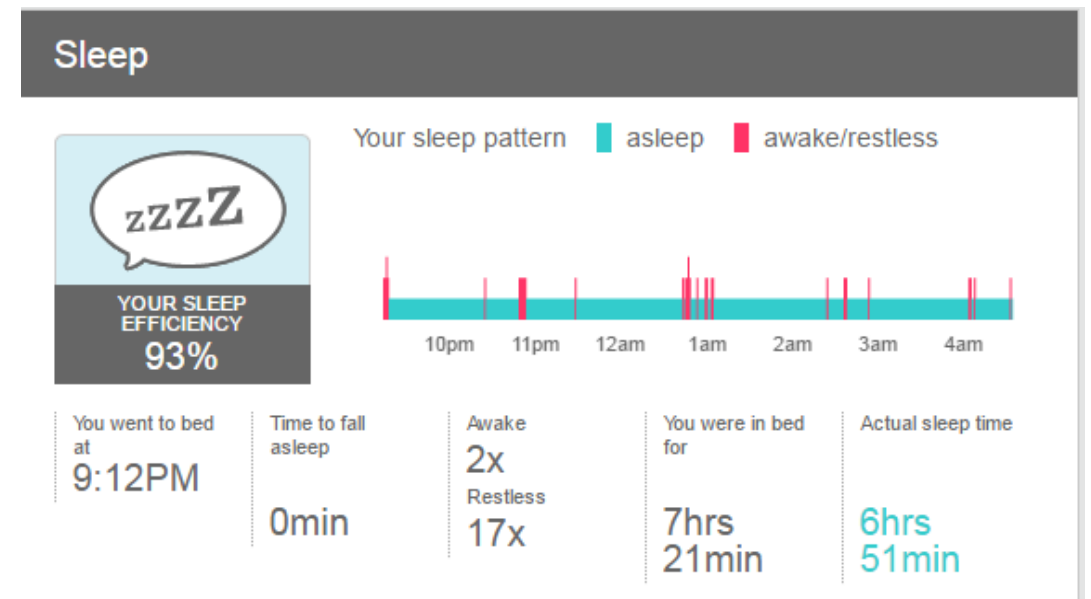 Sleep
Your sleep pattern asleep awake/restless
zzzZ
YOUR SLEEP
EFFICIENCY
93%
10pm 11pm 12am 1am 2am 3am 4am
You went to bed
at
9:12PM
Time to fall
asleep
0min
Awake
2x
Restless
17x
You were in bed
for
7hrs
21min
Actual sleep time
6hrs
51min